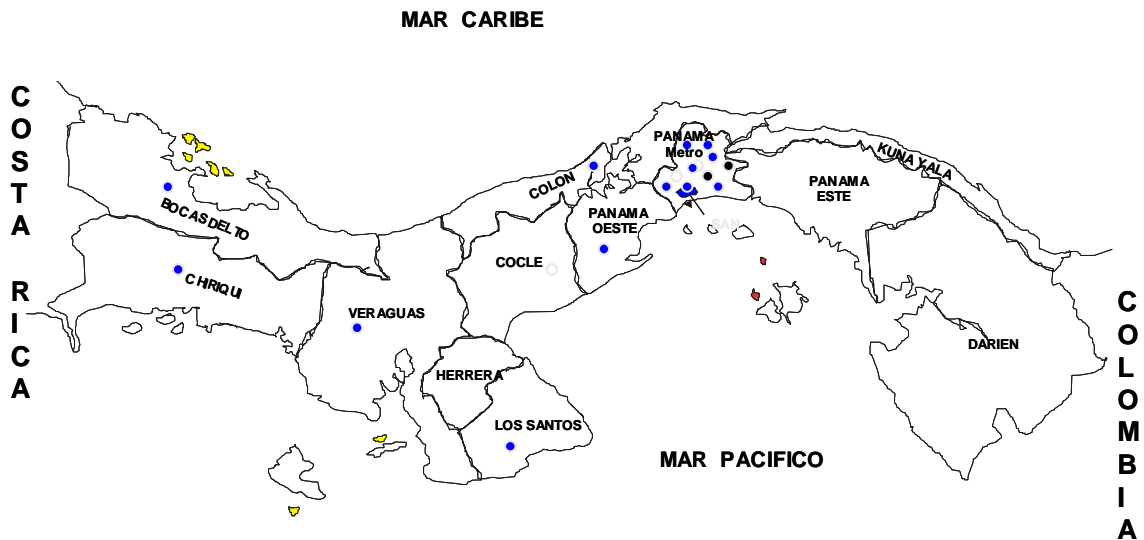 MAR CARIBE
COSTA RICA
PANAMA
Metro
KUNA YALA
COLON
PANAMA
ESTE
BOCAS DEL TO
PANAMA
OESTE
SAN
COCLE
CHIRIQUI
VERAGUAS
COLOMBIA
DARIEN
HERRERA
LOS SANTOS
MAR PACIFICO